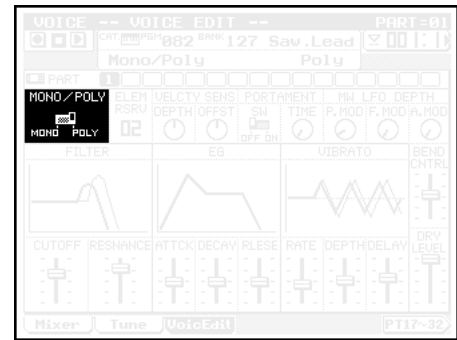 VOICE -- VOICE EDIT -- PART=01
CAT. PGM 082 BANK 127 Saw.Lead
Mono/Poly Poly
PART 1
MONO/POLY ELEM VELCTY SENS PORTAMENT MW LFO DEPTH
RSRV DEPTH OFFST SW TIME P.MOD F.MOD A.MOD
MONO POLY 02 OFF ON
FILTER EG VIBRATO BEND
CNTRL
DRY
CUTOFF RESNANCE ATTCK DECAY RLESE RATE DEPTH DELAY LEVEL
Mixer Tune VoicEdit PT17~32